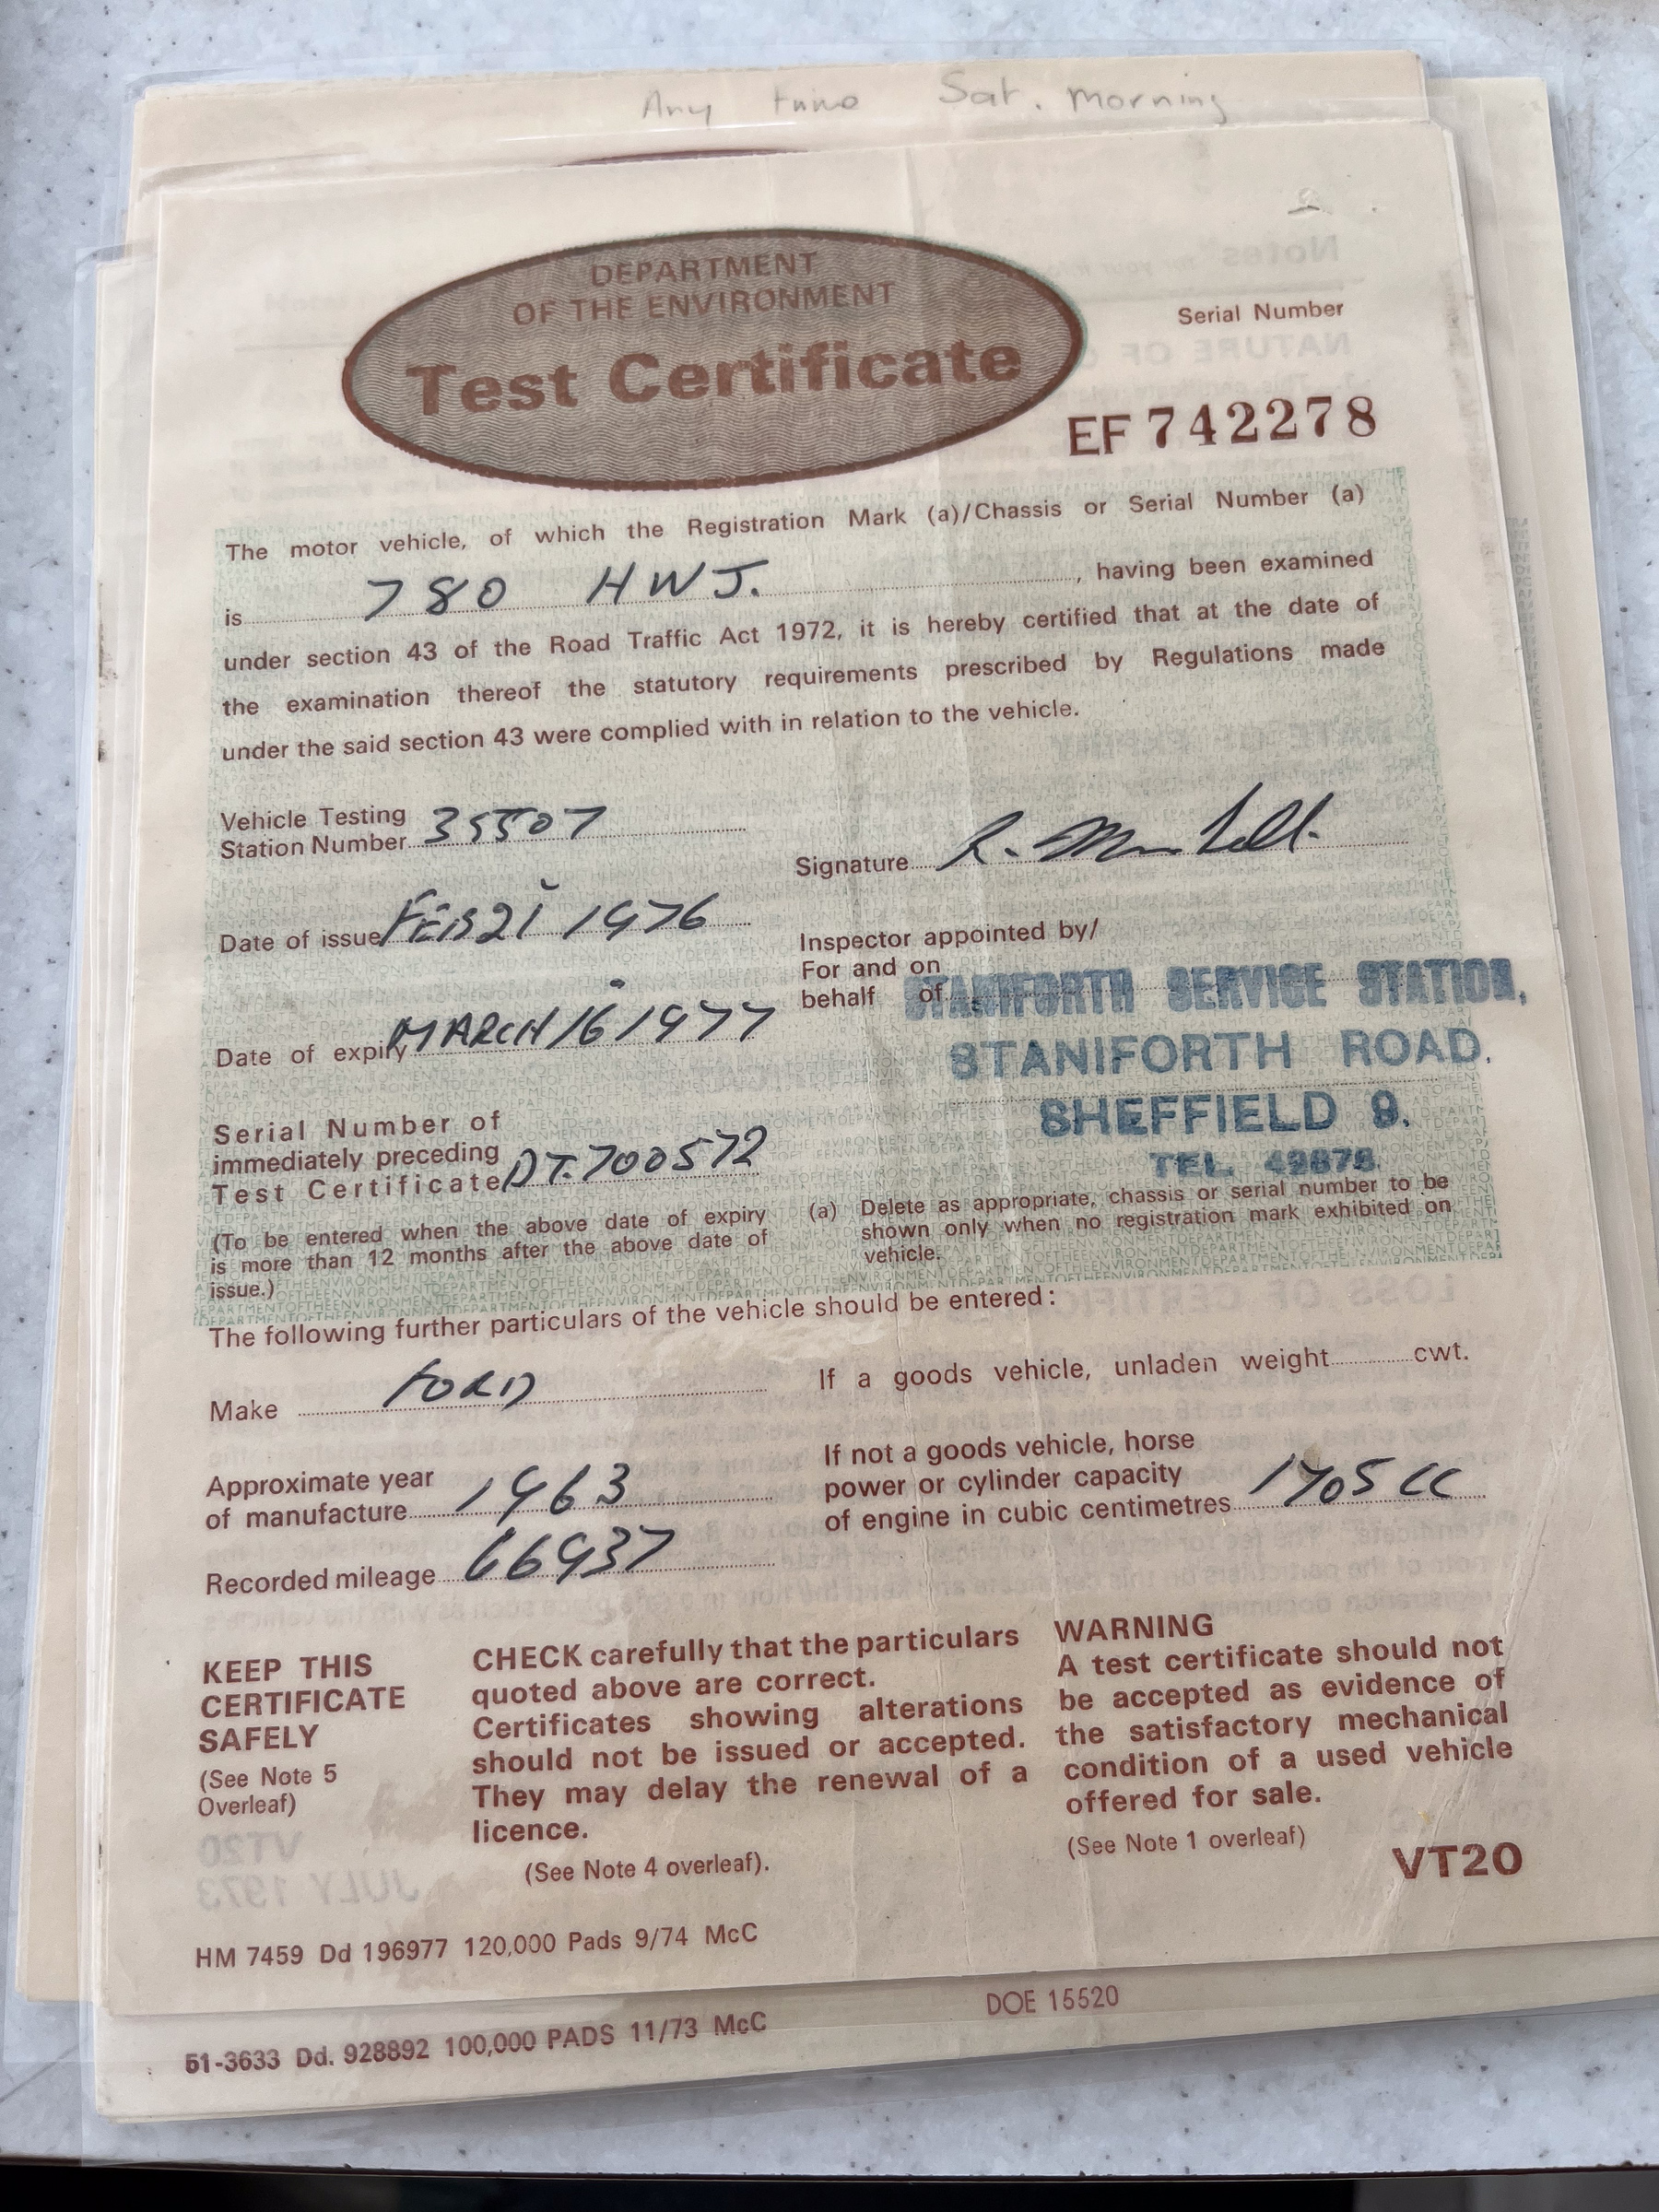 Any time Sat. morning
DEPARTMENT
OF THE ENVIRONMENT
Test Certificate
Serial Number
EF 742278
The motor vehicle, of which the Registration Mark (a)/Chassis or Serial Number (a)
is 780 HWJ. , having been examined
under section 43 of the Road Traffic Act 1972, it is hereby certified that at the date of
the examination thereof the statutory requirements prescribed by Regulations made
under the said section 43 were complied with in relation to the vehicle.
Vehicle Testing
Station Number 35507
Signature
Date of issue FEB 21 1976
Inspector appointed by/
For and on
behalf of STANIFORTH SERVICE STATION,
STANIFORTH ROAD,
SHEFFIELD 9.
TEL. 49878
Date of expiry MARCH 16 1977
Serial Number of
immediately preceding
Test Certificate DT.700572
(To be entered when the above date of expiry
is more than 12 months after the above date of
issue.)
(a) Delete as appropriate, chassis or serial number to be
shown only when no registration mark exhibited on
vehicle.
The following further particulars of the vehicle should be entered:
Make FORD
If a goods vehicle, unladen weight cwt.
Approximate year
of manufacture 1963
If not a goods vehicle, horse
power or cylinder capacity
of engine in cubic centimetres 1705 CC
Recorded mileage 66937
KEEP THIS
CERTIFICATE
SAFELY
(See Note 5
Overleaf)
CHECK carefully that the particulars
quoted above are correct.
Certificates showing alterations
should not be issued or accepted.
They may delay the renewal of a
licence.
(See Note 4 overleaf).
WARNING
A test certificate should not
be accepted as evidence of
the satisfactory mechanical
condition of a used vehicle
offered for sale.
(See Note 1 overleaf)
VT20
HM 7459 Dd 196977 120,000 Pads 9/74 McC
DOE 15520
51-3633 Dd. 928892 100,000 PADS 11/73 McC